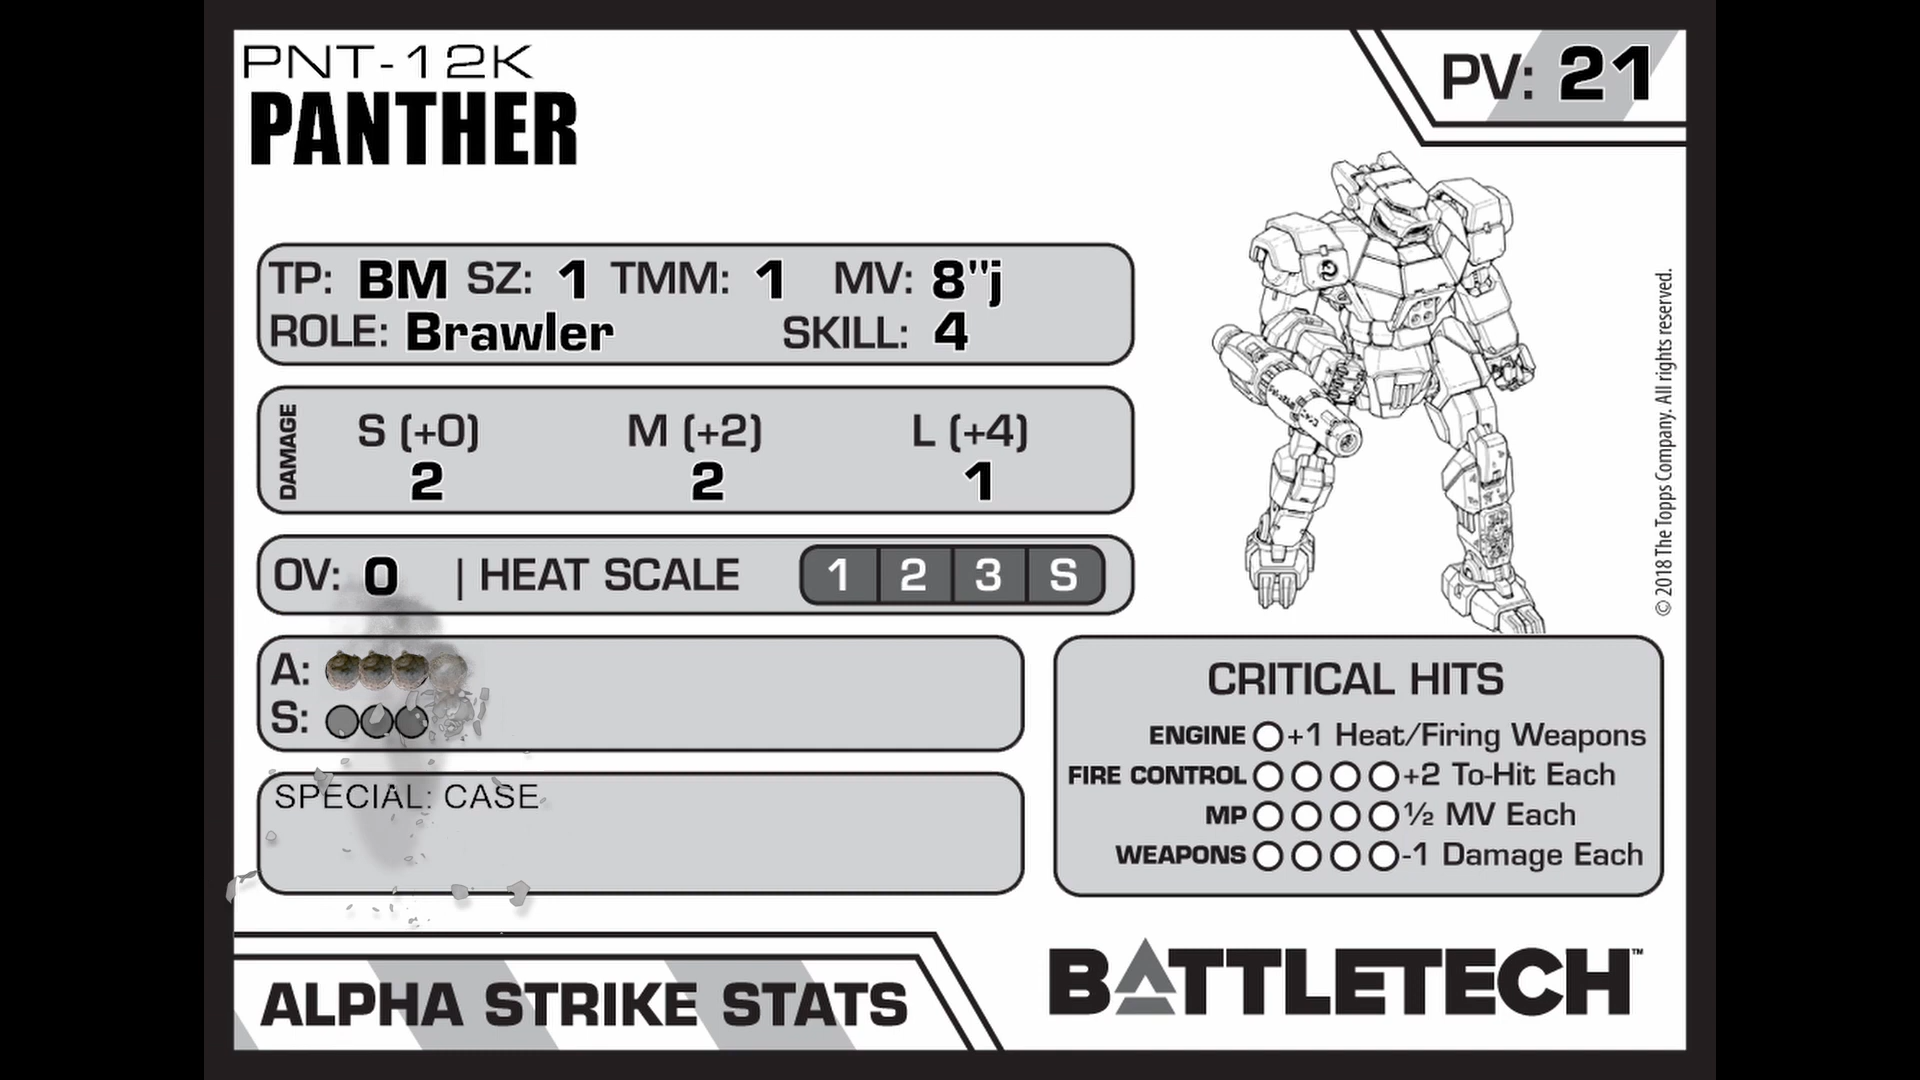 PNT-12K
PANTHER
PV: 21
TP: BM SZ: 1 TMM: 1 MV: 8"j
ROLE: Brawler SKILL: 4
DAMAGE
S (+0) M (+2) L (+4)
2 2 1
OV: 0 | HEAT SCALE 1 2 3 S
A:
S:
SPECIAL: CASE
© 2018 The Topps Company. All rights reserved.
CRITICAL HITS
ENGINE +1 Heat/Firing Weapons
FIRE CONTROL +2 To-Hit Each
MP ½ MV Each
WEAPONS -1 Damage Each
ALPHA STRIKE STATS
BATTLETECH™